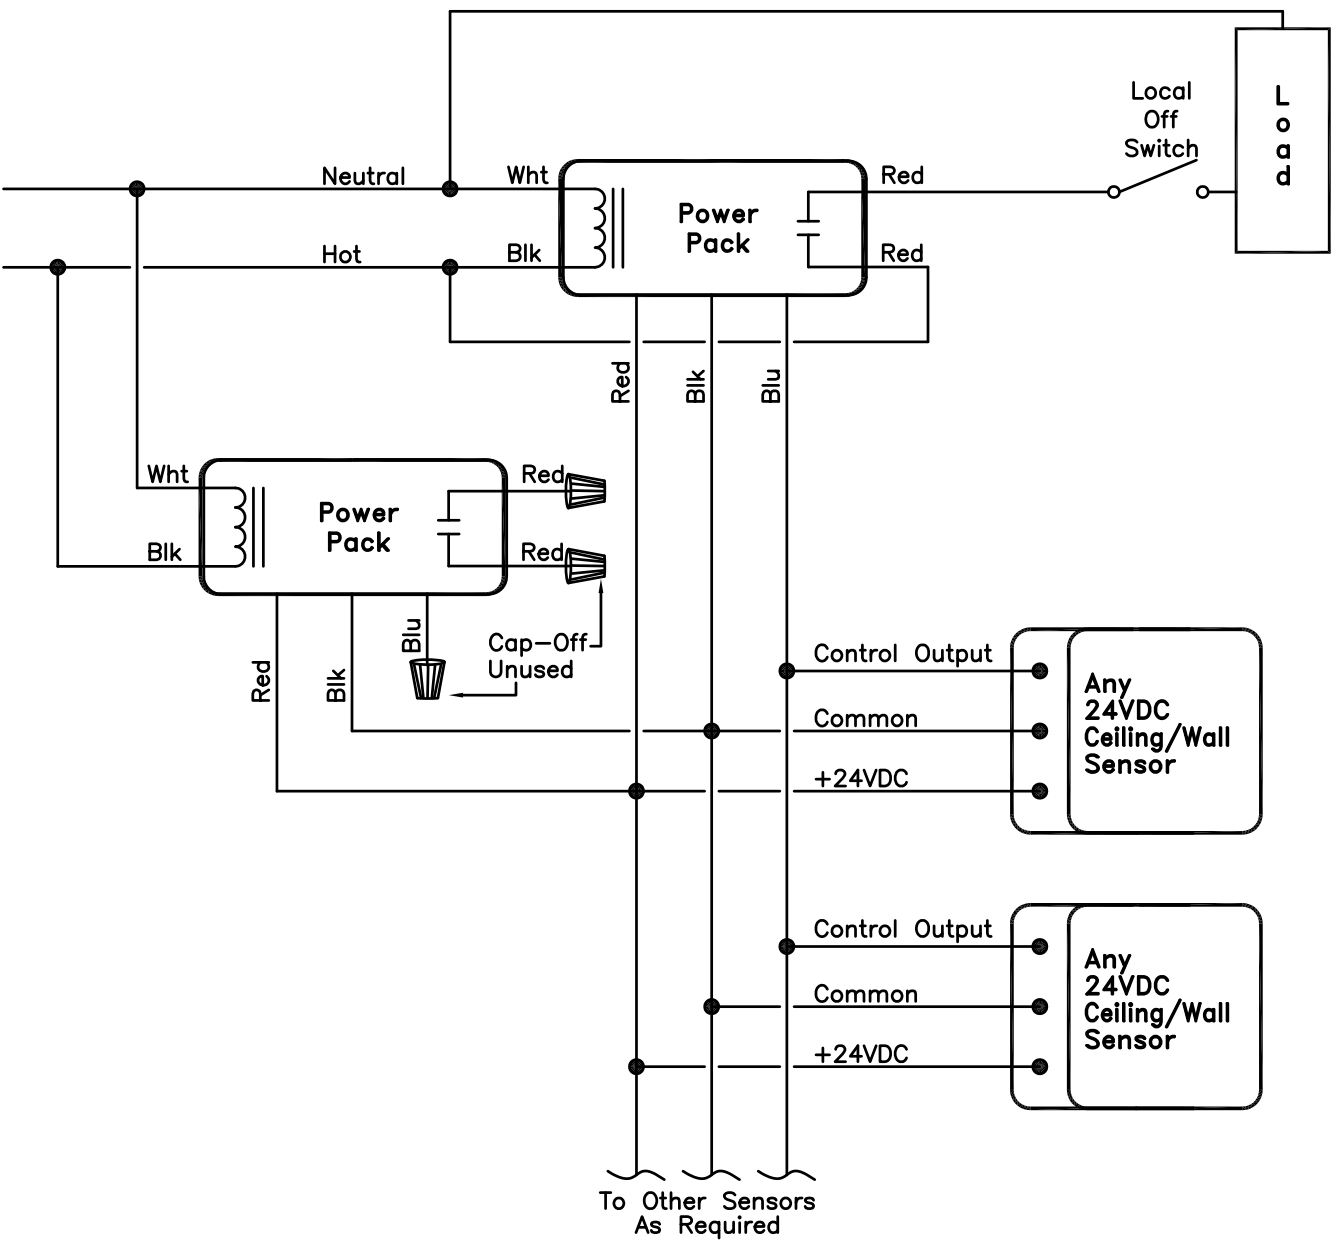 Local
Off
Switch
Load
Neutral
Wht
Power
Pack
Red
Hot
Blk
Red
Red
Blk
Blu
Wht
Power
Pack
Red
Blk
Red
Cap-Off
Unused
Red
Blk
Blu
Control Output
Common
+24VDC
Any
24VDC
Ceiling/Wall
Sensor
Control Output
Common
+24VDC
Any
24VDC
Ceiling/Wall
Sensor
To Other Sensors
As Required